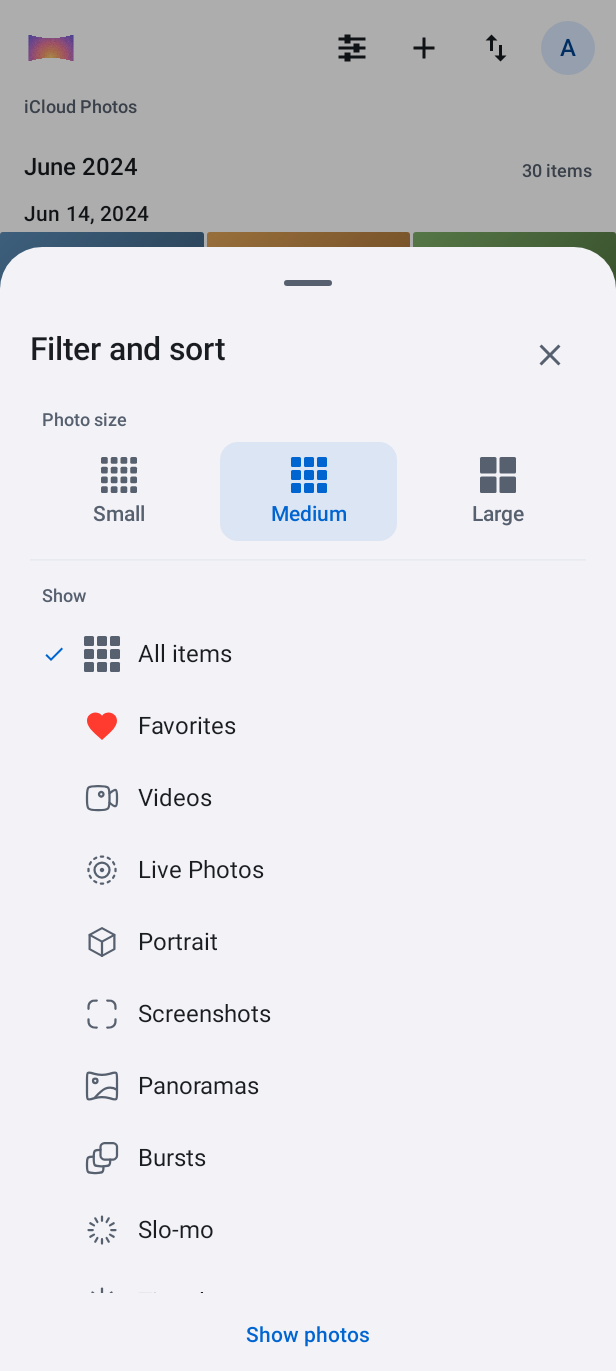 A
iCloud Photos
June 2024
30 items
Jun 14, 2024
Filter and sort
Photo size
Small
Medium
Large
Show
All items
Favorites
Videos
Live Photos
Portrait
Screenshots
Panoramas
Bursts
Slo-mo
Show photos